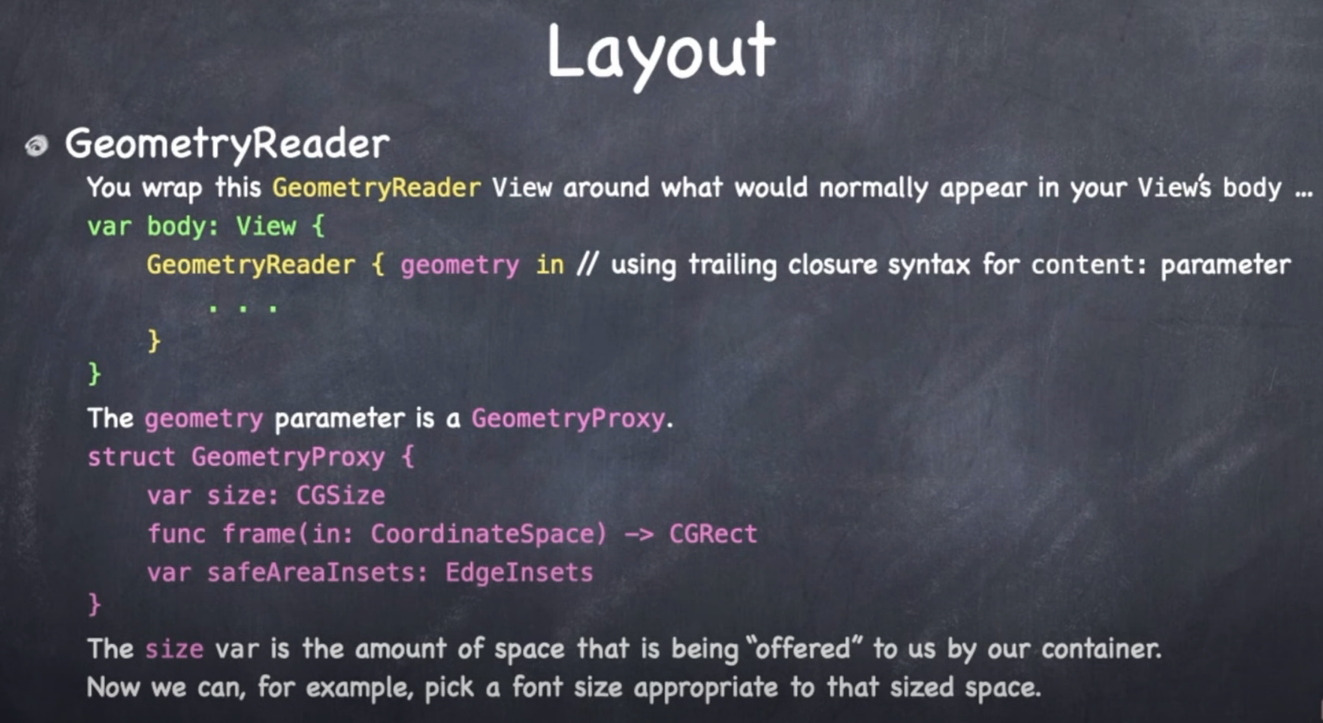 Layout
GeometryReader
You wrap this GeometryReader View around what would normally appear in your View's body ...
var body: View {
GeometryReader { geometry in // using trailing closure syntax for content: parameter
. . .
}
}
The geometry parameter is a GeometryProxy.
struct GeometryProxy {
var size: CGSize
func frame(in: CoordinateSpace) -> CGRect
var safeAreaInsets: EdgeInsets
}
The size var is the amount of space that is being “offered” to us by our container.
Now we can, for example, pick a font size appropriate to that sized space.